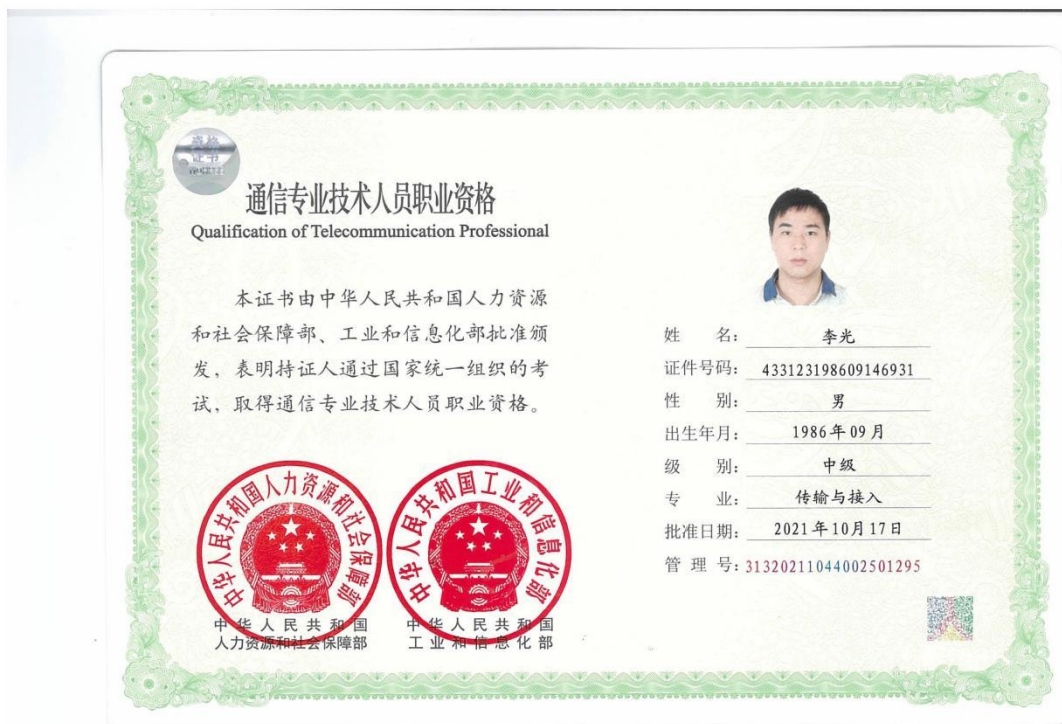 资格
证书
通信专业技术人员职业资格
Qualification of Telecommunication Professional
本证书由中华人民共和国人力资源
和社会保障部、工业和信息化部批准颁
发，表明持证人通过国家统一组织的考
试，取得通信专业技术人员职业资格。
中华人民共和国人力资源和社会保障部
中华人民共和国
人力资源和社会保障部
中华人民共和国工业和信息化部
中华人民共和国
工业和信息化部
姓 名： 李光
证件号码： 433123198609146931
性 别： 男
出生年月： 1986年09月
级 别： 中级
专 业： 传输与接入
批准日期： 2021年10月17日
管 理 号：31320211044002501295